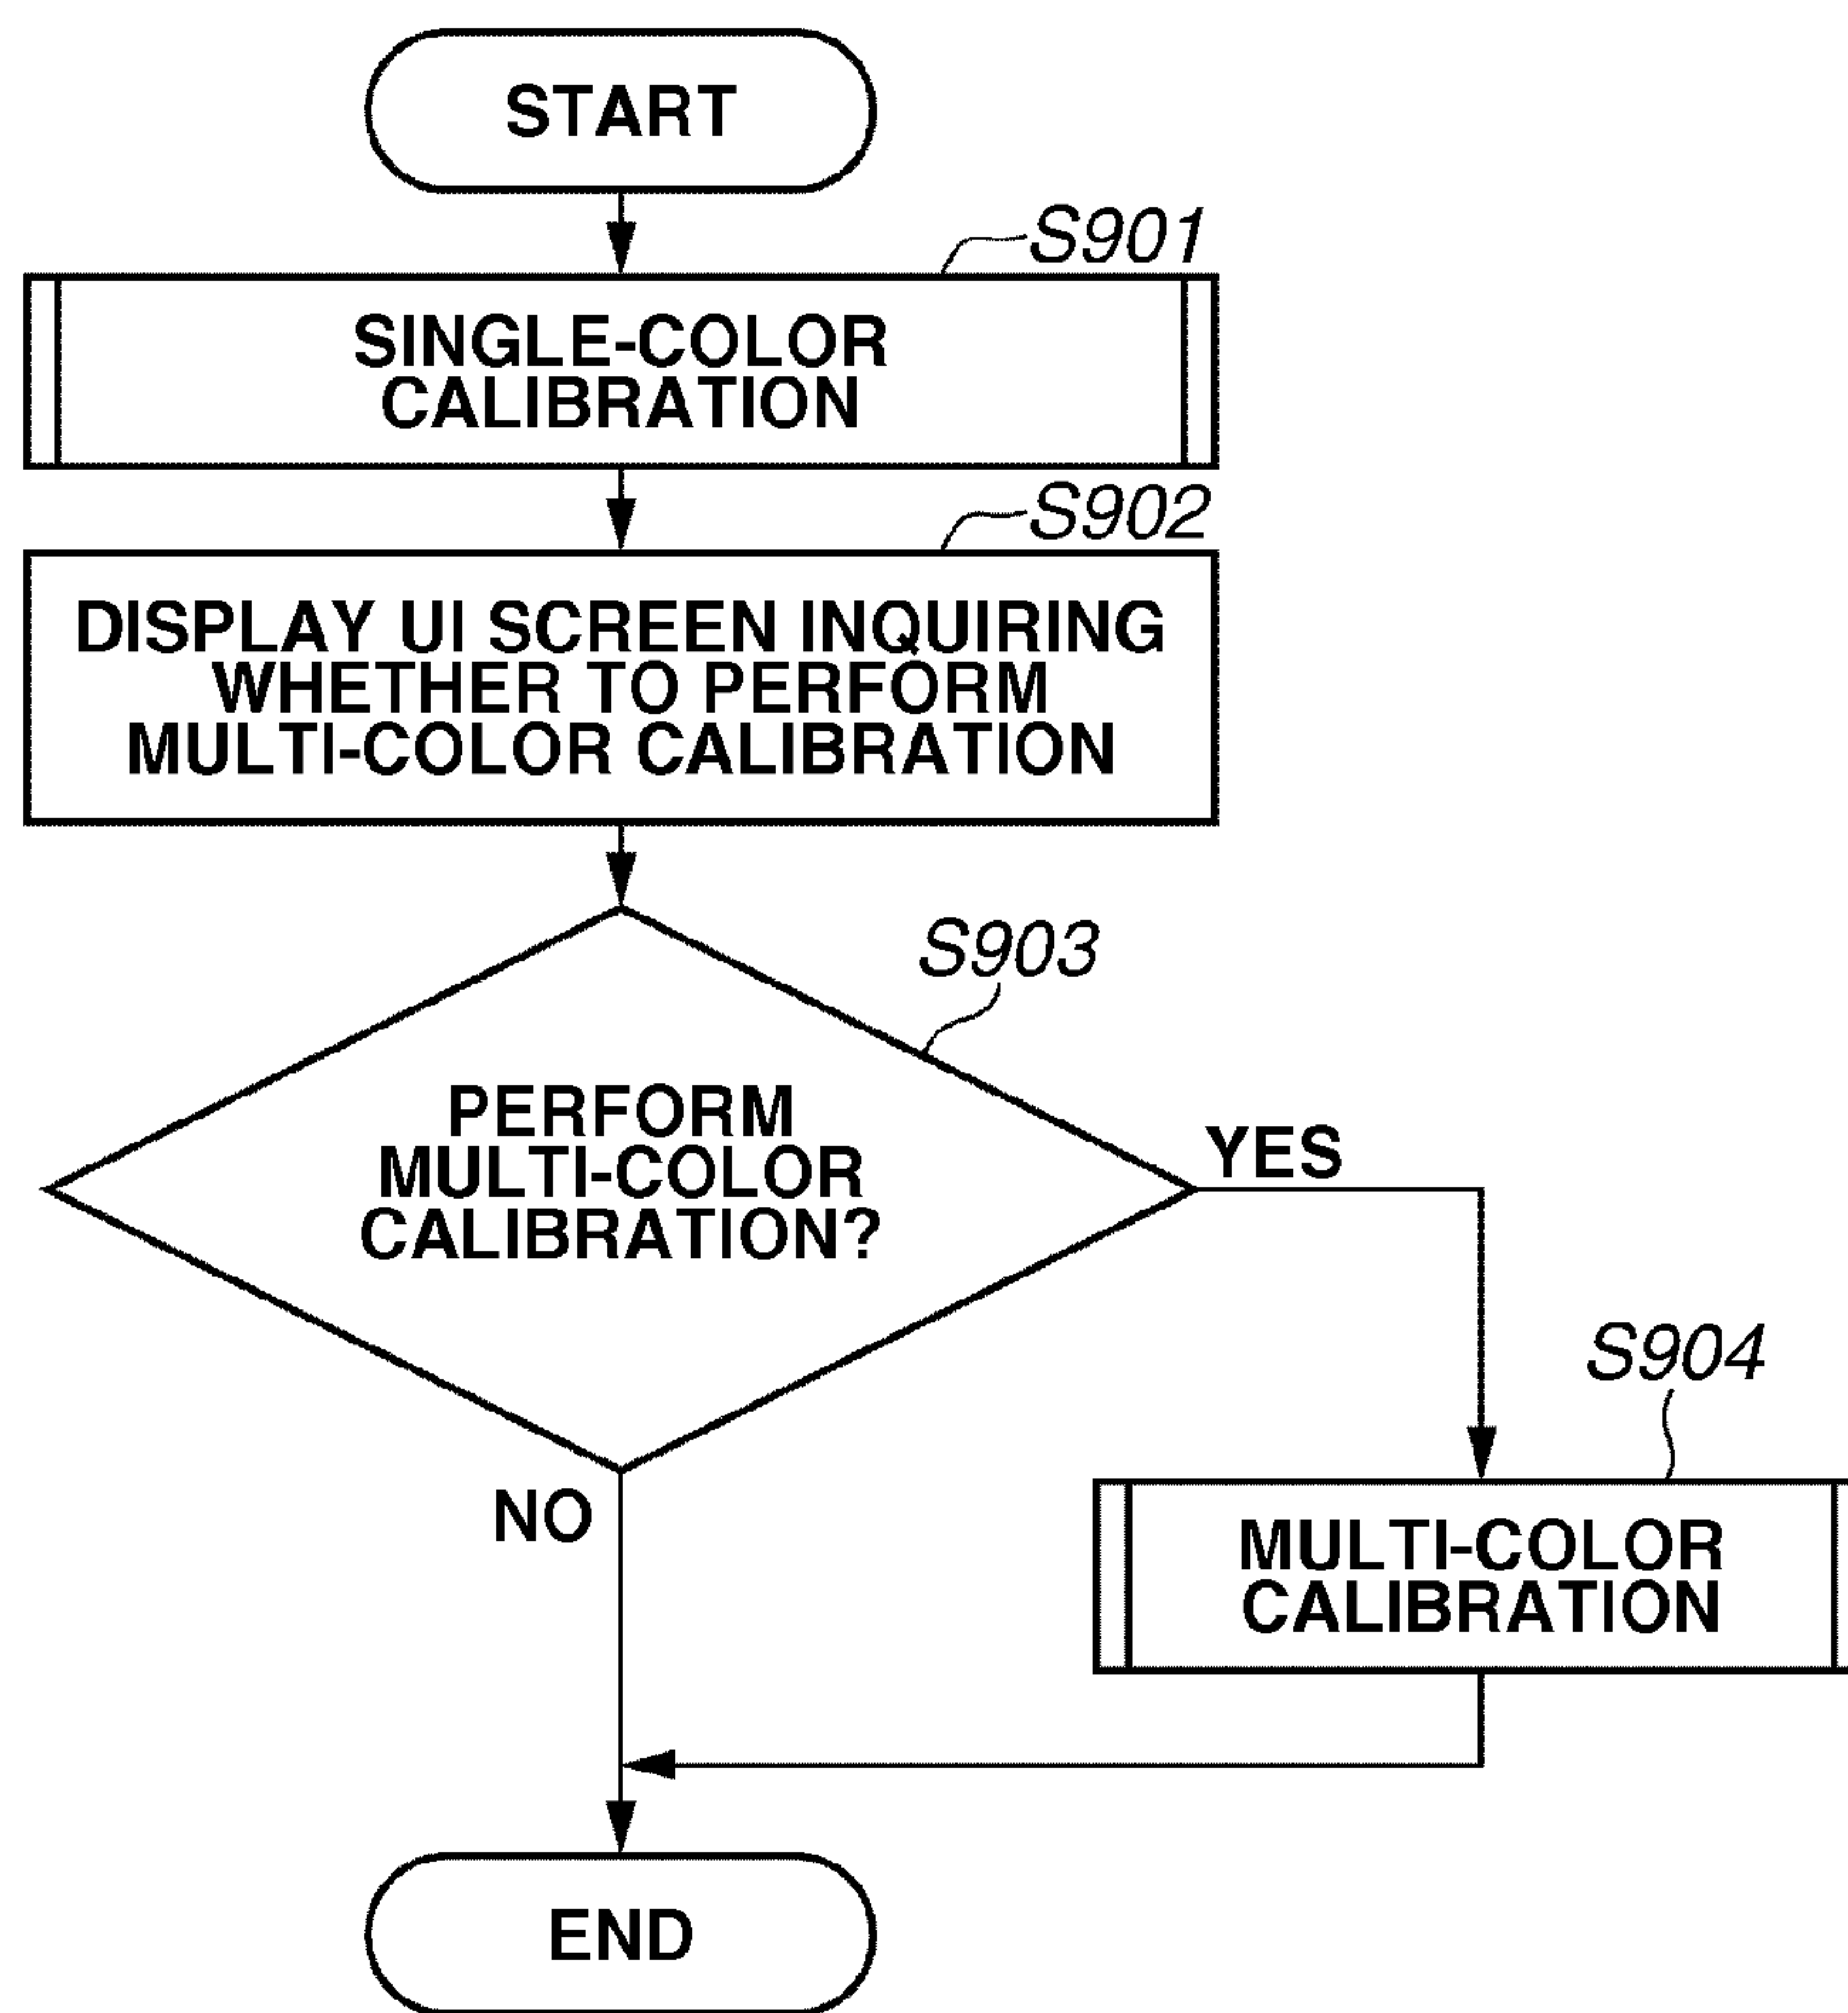 START
S901
SINGLE-COLOR
CALIBRATION
S902
DISPLAY UI SCREEN INQUIRING
WHETHER TO PERFORM
MULTI-COLOR CALIBRATION
S903
PERFORM
MULTI-COLOR
CALIBRATION?
YES
S904
NO
MULTI-COLOR
CALIBRATION
END